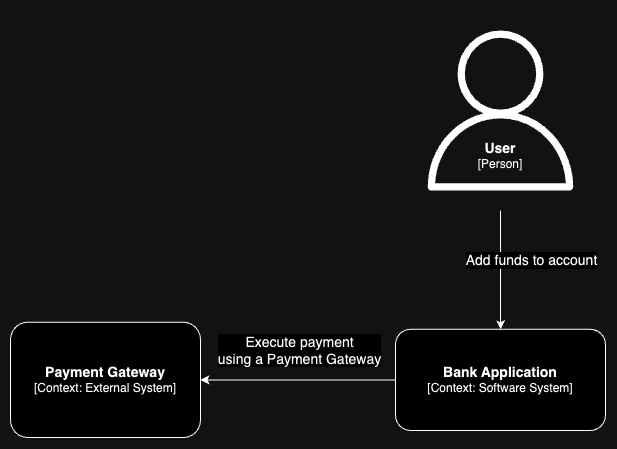 User
[Person]
Add funds to account
Execute payment
using a Payment Gateway
Payment Gateway
[Context: External System]
Bank Application
[Context: Software System]